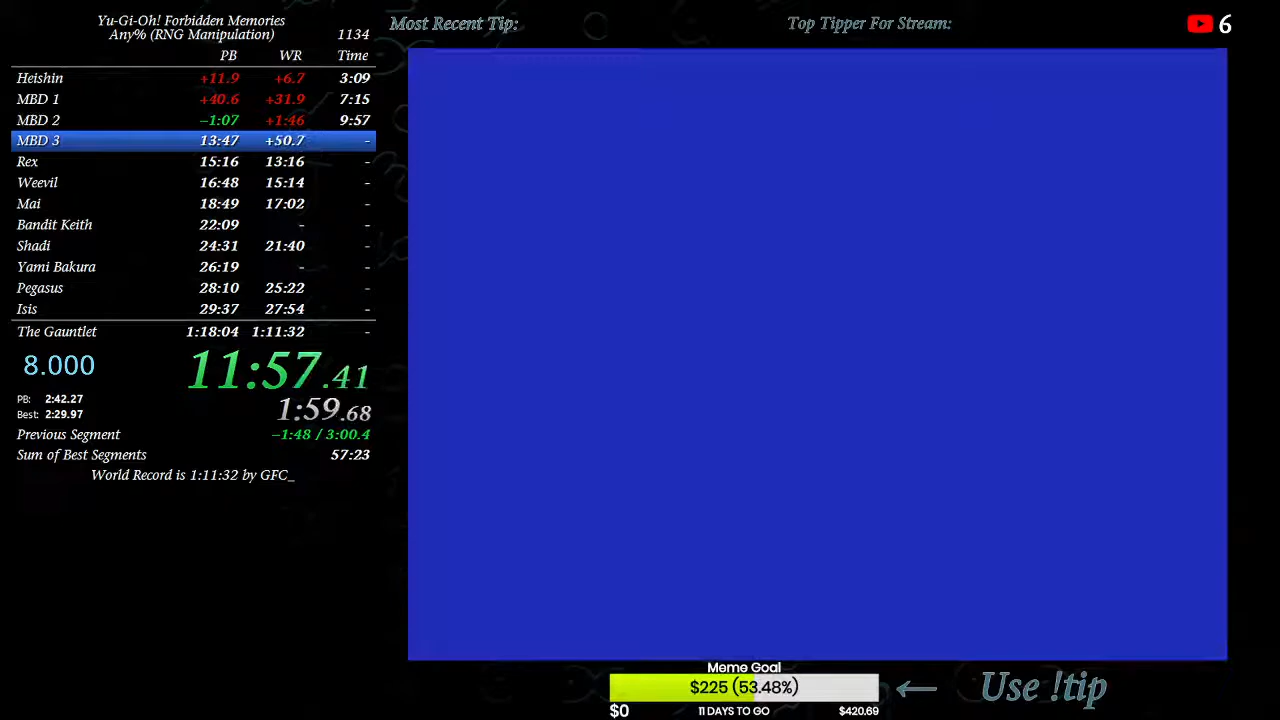 Yu-Gi-Oh! Forbidden Memories
Any% (RNG Manipulation) 1134
PB WR Time
Heishin +11.9 +6.7 3:09
MBD 1 +40.6 +31.9 7:15
MBD 2 −1:07 +1:46 9:57
MBD 3 13:47 +50.7 -
Rex 15:16 13:16 -
Weevil 16:48 15:14 -
Mai 18:49 17:02 -
Bandit Keith 22:09 - -
Shadi 24:31 21:40 -
Yami Bakura 26:19 - -
Pegasus 28:10 25:22 -
Isis 29:37 27:54 -
The Gauntlet 1:18:04 1:11:32 -
8.000 11:57.41
PB: 2:42.27
Best: 2:29.97
1:59.68
Previous Segment −1:48 / 3:00.4
Sum of Best Segments 57:23
World Record is 1:11:32 by GFC_
Most Recent Tip:
Top Tipper For Stream:
6
Meme Goal
$225 (53.48%)
$0 11 DAYS TO GO $420.69
← Use !tip